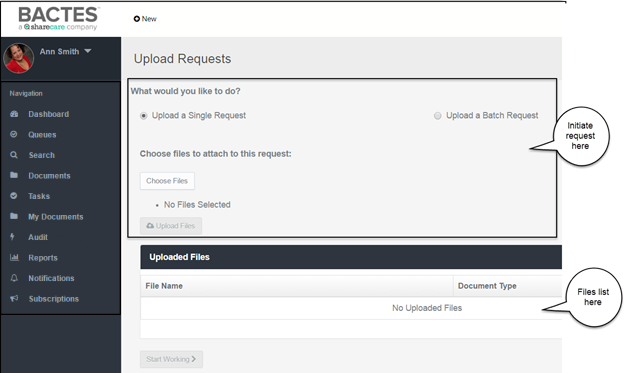 BACTES™
a sharecare company
New
Ann Smith
Upload Requests
Navigation
Dashboard
Queues
Search
Documents
Tasks
My Documents
Audit
Reports
Notifications
Subscriptions
What would you like to do?
Upload a Single Request
Upload a Batch Request
Choose files to attach to this request:
Choose Files
• No Files Selected
Upload Files
Initiate
request
here
Uploaded Files
File Name
Document Type
No Uploaded Files
Files list
here
Start Working